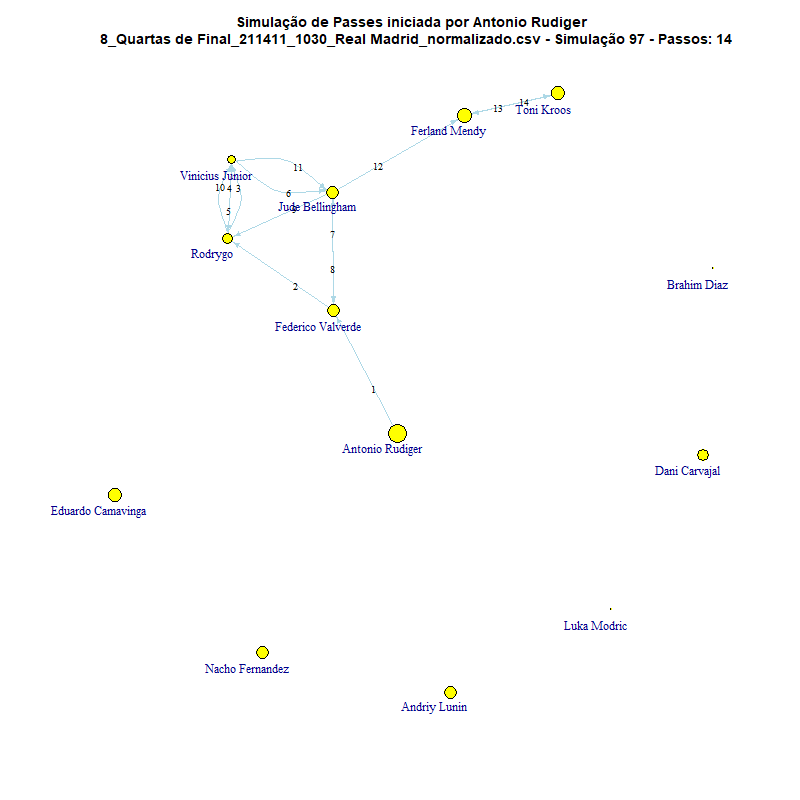 Simulação de Passes iniciada por Antonio Rudiger
8_Quartas de Final_211411_1030_Real Madrid_normalizado.csv - Simulação 97 - Passos: 14
14
13
Toni Kroos
Ferland Mendy
12
11
Vinicius Junior
10 4 3
6
Jude Bellingham
5
9
7
Rodrygo
8
Brahim Diaz
2
Federico Valverde
1
Antonio Rudiger
Dani Carvajal
Eduardo Camavinga
Luka Modric
Nacho Fernandez
Andriy Lunin